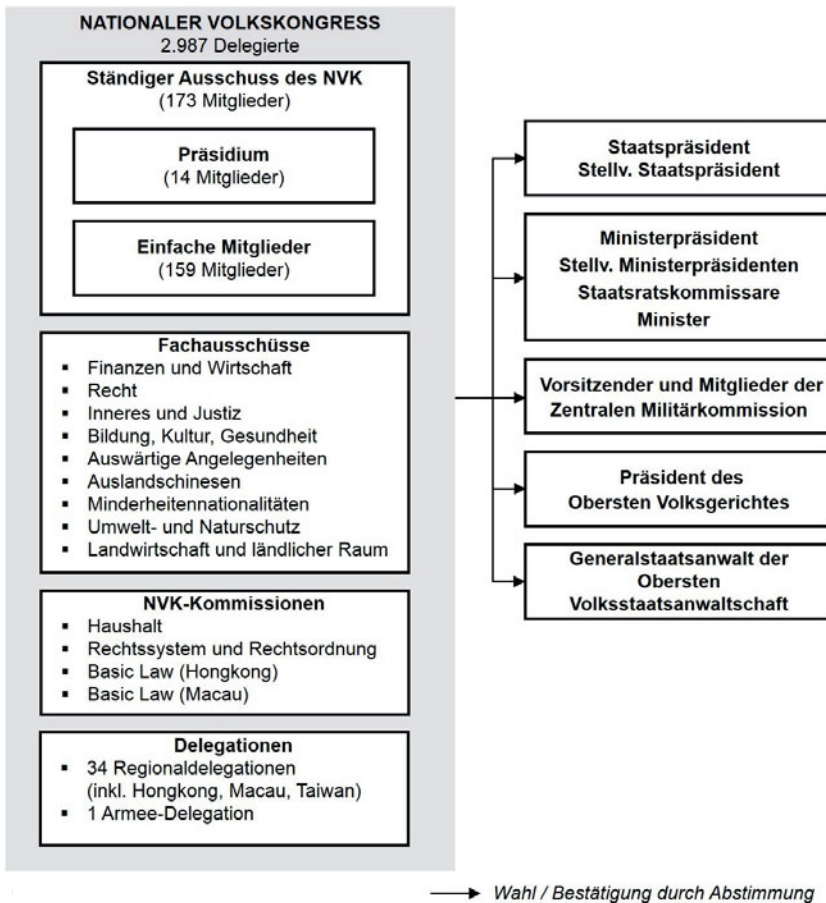 NATIONALER VOLKSKONGRESS
2.987 Delegierte
Ständiger Ausschuss des NVK
(173 Mitglieder)
Präsidium
(14 Mitglieder)
Einfache Mitglieder
(159 Mitglieder)
Fachausschüsse
▪ Finanzen und Wirtschaft
▪ Recht
▪ Inneres und Justiz
▪ Bildung, Kultur, Gesundheit
▪ Auswärtige Angelegenheiten
▪ Auslandschinesen
▪ Minderheitennationalitäten
▪ Umwelt- und Naturschutz
▪ Landwirtschaft und ländlicher Raum
NVK-Kommissionen
▪ Haushalt
▪ Rechtssystem und Rechtsordnung
▪ Basic Law (Hongkong)
▪ Basic Law (Macau)
Delegationen
▪ 34 Regionaldelegationen
(inkl. Hongkong, Macau, Taiwan)
▪ 1 Armee-Delegation
Staatspräsident
Stellv. Staatspräsident
Ministerpräsident
Stellv. Ministerpräsidenten
Staatsratskommissare
Minister
Vorsitzender und Mitglieder der
Zentralen Militärkommission
Präsident des
Obersten Volksgerichtes
Generalstaatsanwalt der
Obersten
Volksstaatsanwaltschaft
Wahl / Bestätigung durch Abstimmung